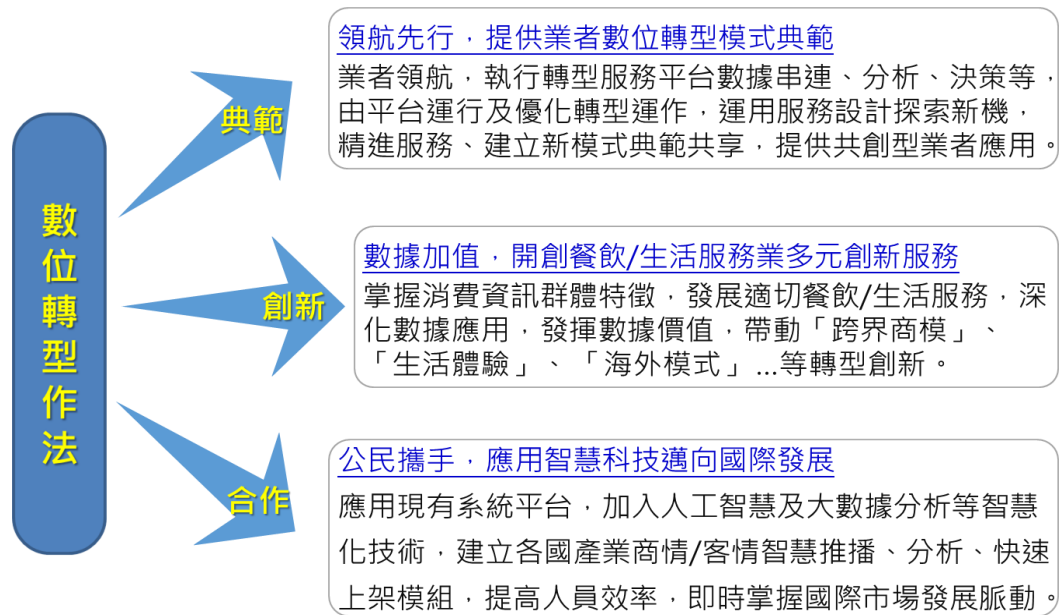 數位轉型作法
典範
領航先行，提供業者數位轉型模式典範
業者領航，執行轉型服務平台數據串連、分析、決策等，
由平台運行及優化轉型運作，運用服務設計探索新機，
精進服務、建立新模式典範共享，提供共創型業者應用。
創新
數據加值，開創餐飲/生活服務業多元創新服務
掌握消費資訊群體特徵，發展適切餐飲/生活服務，深
化數據應用，發揮數據價值，帶動「跨界商模」、
「生活體驗」、「海外模式」...等轉型創新。
合作
公民攜手，應用智慧科技邁向國際發展
應用現有系統平台，加入人工智慧及大數據分析等智慧
化技術，建立各國產業商情/客情智慧推播、分析、快速
上架模組，提高人員效率，即時掌握國際市場發展脈動。